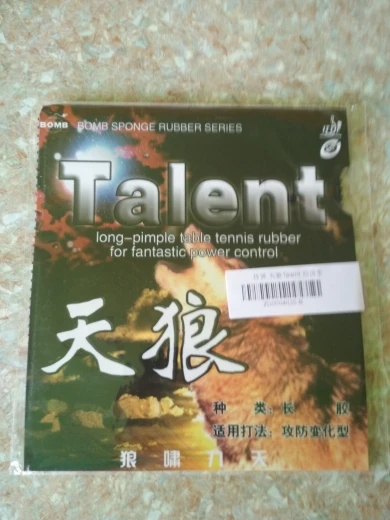 BOMB BOMB SPONGE RUBBER SERIES
Talent
long-pimple table tennis rubber
for fantastic power control
天狼
种 类：长 胶
适用打法：攻防变化型
狼啸九天